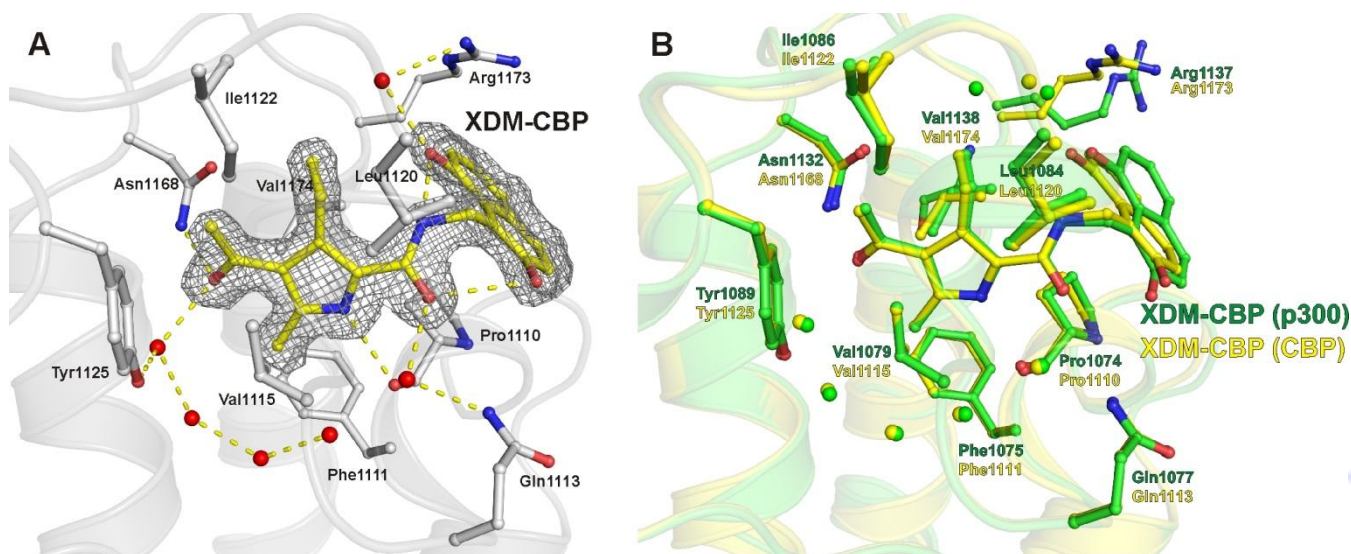 A
Ile1122
Arg1173
XDM-CBP
Asn1168
Val1174
Leu1120
Tyr1125
Pro1110
Val1115
Phe1111
Gln1113
B
Ile1086
Ile1122
Arg1137
Arg1173
Val1138
Val1174
Asn1132
Asn1168
Leu1084
Leu1120
Tyr1089
Tyr1125
XDM-CBP (p300)
XDM-CBP (CBP)
Val1079
Val1115
Pro1074
Pro1110
Phe1075
Phe1111
Gln1077
Gln1113